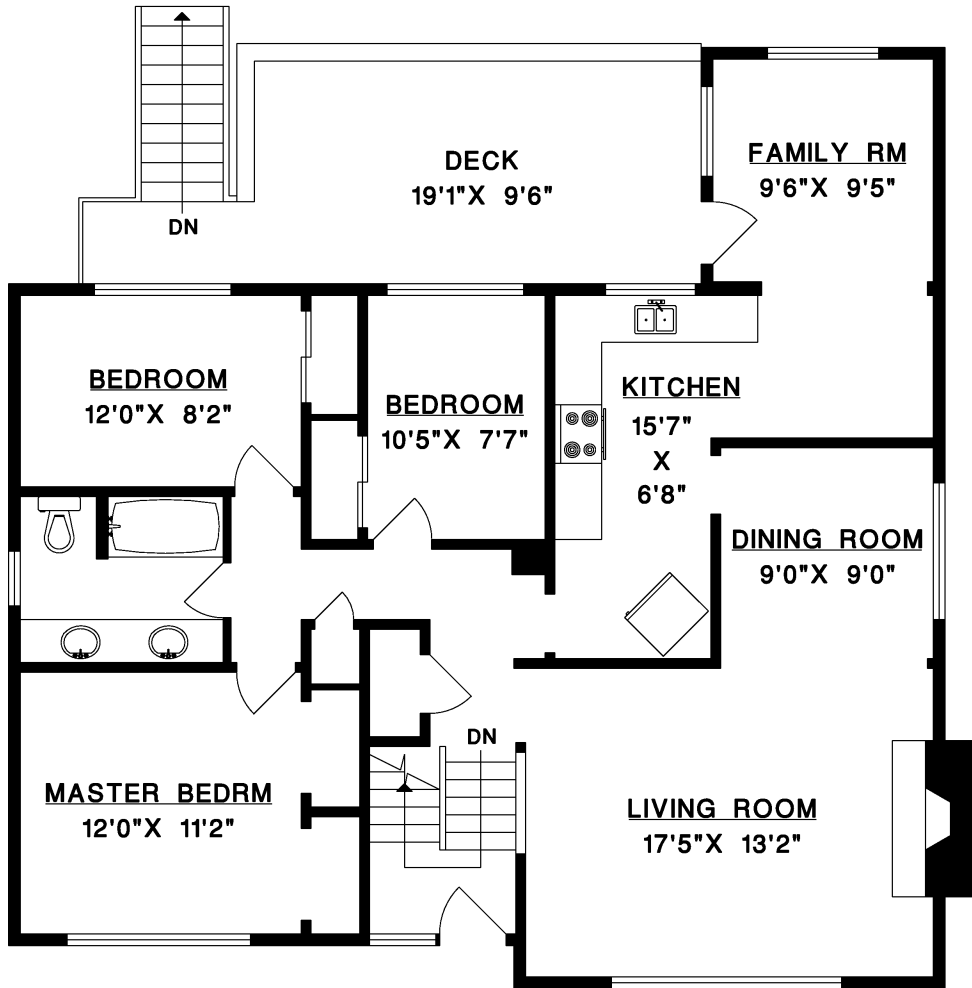 DECK
19'1"X 9'6"
FAMILY RM
9'6"X 9'5"
DN
BEDROOM
12'0"X 8'2"
BEDROOM
10'5"X 7'7"
KITCHEN
15'7"
X
6'8"
DINING ROOM
9'0"X 9'0"
DN
MASTER BEDRM
12'0"X 11'2"
LIVING ROOM
17'5"X 13'2"